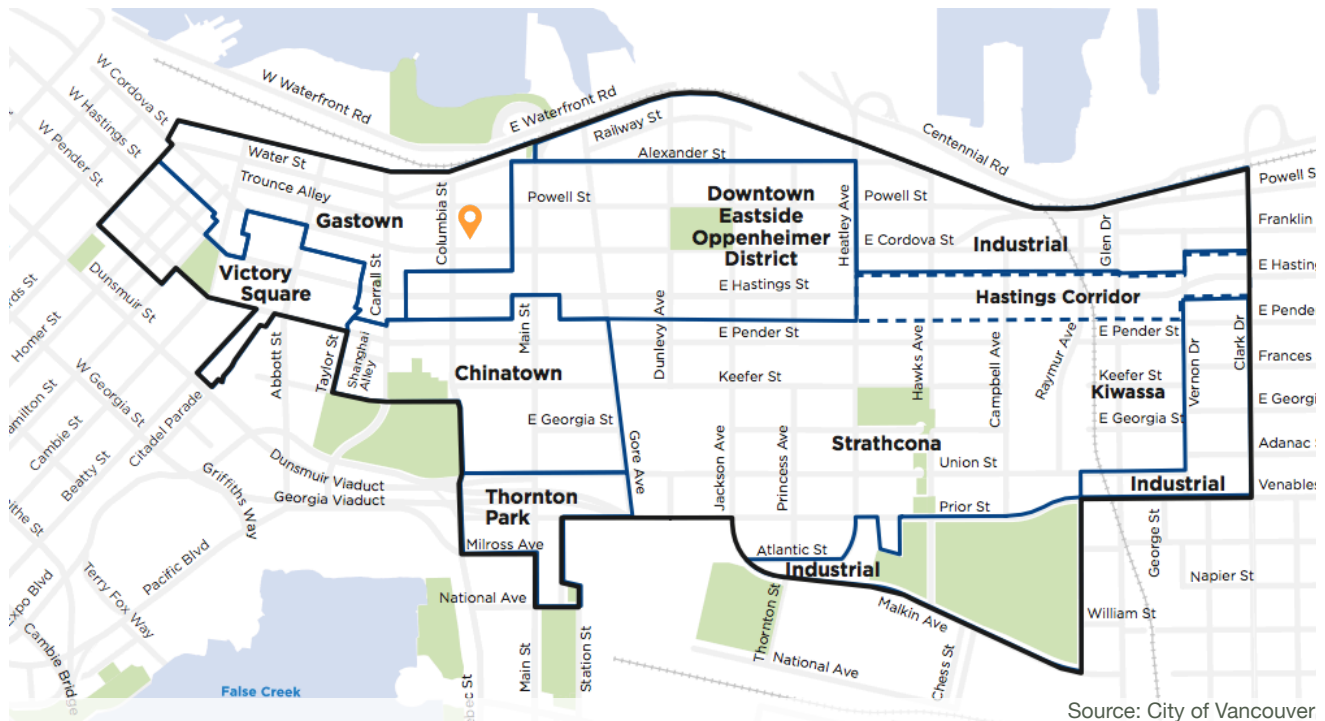 W Cordova St
W Hastings St
W Pender St
W Waterfront Rd
E Waterfront Rd
Railway St
Centennial Rd
Water St
Alexander St
Trounce Alley
Gastown
Columbia St
Powell St
Downtown
Eastside
Oppenheimer
District
Heatley Ave
Powell St
E Cordova St
Industrial
Glen Dr
Powell S
Franklin
Victory
Square
Carrall St
E Hastings St
Hastings Corridor
E Hasting
Dunsmuir St
rds St
Homer St
Abbott St
Taylor St
Shanghai
Alley
Main St
Dunlevy Ave
E Pender St
Hawks Ave
Campbell Ave
Raymur Ave
E Pender St
Vernon Dr
Clark Dr
E Pende
Frances
Chinatown
Keefer St
Keefer St
Kiwassa
E Georgi
W Georgia St
amilton St
Cambie St
Beatty St
Citadel Parade
E Georgia St
Gore Ave
Jackson Ave
Princess Ave
Strathcona
E Georgia St
Adanac S
Union St
Griffiths Way
Dunsmuir Viaduct
Georgia Viaduct
Thornton
Park
Industrial
Venables
Prior St
ithe St
Milross Ave
Atlantic St
Industrial
George St
Expo Blvd
Pacific Blvd
Terry Fox Way
National Ave
Thornton St
Malkin Ave
Napier St
William St
Cambie Bridge
Main St
Station St
National Ave
Chess St
ebec St
False Creek
Source: City of Vancouver